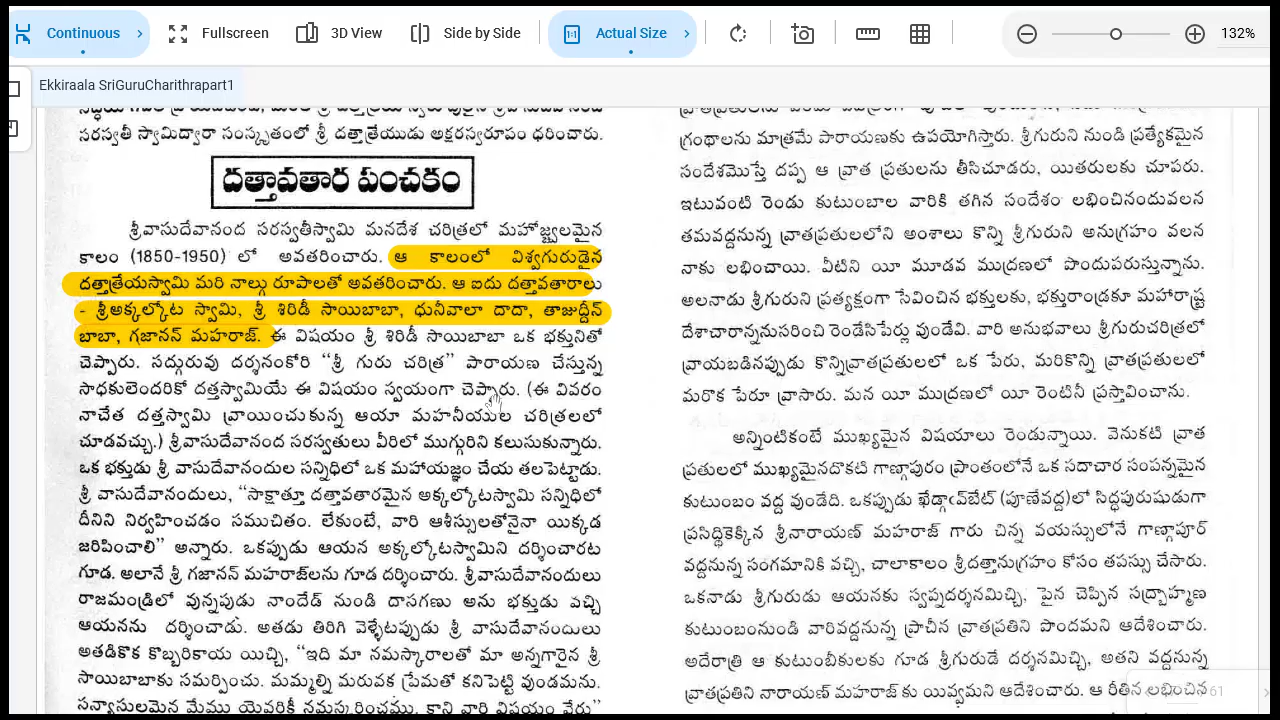 Continuous
Fullscreen
3D View
Side by Side
Actual Size
132%
Ekkiraala SriGuruCharithrapart1
సరస్వతీ స్వామిద్వారా సంస్కృతంలో శ్రీ దత్తాత్రేయుడు అక్షరస్వరూపం ధరించారు.
దత్తావతార పంచకం
శ్రీవాసుదేవానంద సరస్వతీస్వామి మనదేశ చరిత్రలో మహోజ్జ్వలమైన
కాలం (1850-1950) లో అవతరించారు. ఆ కాలంలో విశ్వగురుడైన
దత్తాత్రేయస్వామి మరి నాల్గు రూపాలతో అవతరించారు. ఆ ఐదు దత్తావతారాలు
- శ్రీఅక్కల్కోట స్వామి, శ్రీ శిరిడీ సాయిబాబా, ధునీవాలా దాదా, తాజుద్దీన్
బాబా, గజానన్ మహరాజ్. ఈ విషయం శ్రీ శిరిడీ సాయిబాబా ఒక భక్తునితో
చెప్పారు. సద్గురువు దర్శనంకోరి “శ్రీ గురు చరిత్ర” పారాయణ చేస్తున్న
సాధకులెందరికో దత్తస్వామియే ఈ విషయం స్వయంగా చెప్పారు. (ఈ వివరం
నాచేత దత్తస్వామి వ్రాయించుకున్న ఆయా మహనీయుల చరిత్రలలో
చూడవచ్చు.) శ్రీవాసుదేవానంద సరస్వతులు వీరిలో ముగ్గురిని కలుసుకున్నారు.
ఒక భక్తుడు శ్రీ వాసుదేవానందుల సన్నిధిలో ఒక మహాయజ్ఞం చేయ తలపెట్టాడు.
శ్రీ వాసుదేవానందులు, “సాక్షాత్తూ దత్తావతారమైన అక్కల్కోటస్వామి సన్నిధిలో
దీనిని నిర్వహించడం సముచితం. లేకుంటే, వారి ఆశీస్సులతోనైనా యిక్కడ
జరిపించాలి” అన్నారు. ఒకప్పుడు ఆయన అక్కల్కోటస్వామిని దర్శించారట
గూడ. అలానే శ్రీ గజానన్ మహరాజ్‌లను గూడ దర్శించారు. శ్రీవాసుదేవానందులు
రాజమండ్రిలో వున్నపుడు నాందేడ్ నుండి దాసగణు అను భక్తుడు వచ్చి
ఆయనను దర్శించాడు. అతడు తిరిగి వెళ్ళేటప్పుడు శ్రీ వాసుదేవానందులు
అతడికొక కొబ్బరికాయ యిచ్చి, “ఇది మా నమస్కారాలతో మా అన్నగారైన శ్రీ
సాయిబాబాకు సమర్పించు. మమ్మల్ని మరువక ప్రేమతో కనిపెట్టి వుండమను.
సన్యాసులమైన మేము యెవరికీ నమస్కరించము. కాని వారి విషయం వేరు”
గ్రంథాలను మాత్రమే పారాయణకు ఉపయోగిస్తారు. శ్రీగురుని నుండి ప్రత్యేకమైన
సందేశమొస్తే దప్ప ఆ వ్రాత ప్రతులను తీసిచూడరు, యితరులకు చూపరు.
ఇటువంటి రెండు కుటుంబాల వారికి తగిన సందేశం లభించినందువలన
తమవద్దనున్న వ్రాతప్రతులలోని అంశాలు కొన్ని శ్రీగురుని అనుగ్రహం వలన
నాకు లభించాయి. వీటిని యీ మూడవ ముద్రణలో పొందుపరుస్తున్నాను.
అలనాడు శ్రీగురుని ప్రత్యక్షంగా సేవించిన భక్తులకు, భక్తురాండ్రకూ మహారాష్ట్ర
దేశాచారాన్ననుసరించి రెండేసిపేర్లు వుండేవి. వారి అనుభవాలు శ్రీగురుచరిత్రలో
వ్రాయబడినప్పుడు కొన్నివ్రాతప్రతులలో ఒక పేరు, మరికొన్ని వ్రాతప్రతులలో
మరొక పేరూ వ్రాసారు. మన యీ ముద్రణలో యీ రెంటినీ ప్రస్తావించాను.
అన్నింటికంటే ముఖ్యమైన విషయాలు రెండున్నాయి. వెనుకటి వ్రాత
ప్రతులలో ముఖ్యమైనదొకటి గాణ్గాపురం ప్రాంతంలోనే ఒక సదాచార సంపన్నమైన
కుటుంబం వద్ద వుండేది. ఒకప్పుడు ఖేడ్గావ్‌బేట్ (పూణేవద్ద)లో సిద్ధపురుషుడుగా
ప్రసిద్ధికెక్కిన శ్రీనారాయణ్ మహరాజ్ గారు చిన్న వయస్సులోనే గాణ్గాపూర్
వద్దనున్న సంగమానికి వచ్చి, చాలాకాలం శ్రీదత్తానుగ్రహం కోసం తపస్సు చేసారు.
ఒకనాడు శ్రీగురుడు ఆయనకు స్వప్నదర్శనమిచ్చి, పైన చెప్పిన సద్బ్రాహ్మణ
కుటుంబంనుండి వారివద్దనున్న ప్రాచీన వ్రాతప్రతిని పొందమని ఆదేశించారు.
అదేరాత్రి ఆ కుటుంబీకులకు గూడ శ్రీగురుడే దర్శనమిచ్చి, అతని వద్దనున్న
వ్రాతప్రతిని నారాయణ్ మహరాజ్ కు యివ్వమని ఆదేశించారు. ఆ రీతిన లభించిన
61